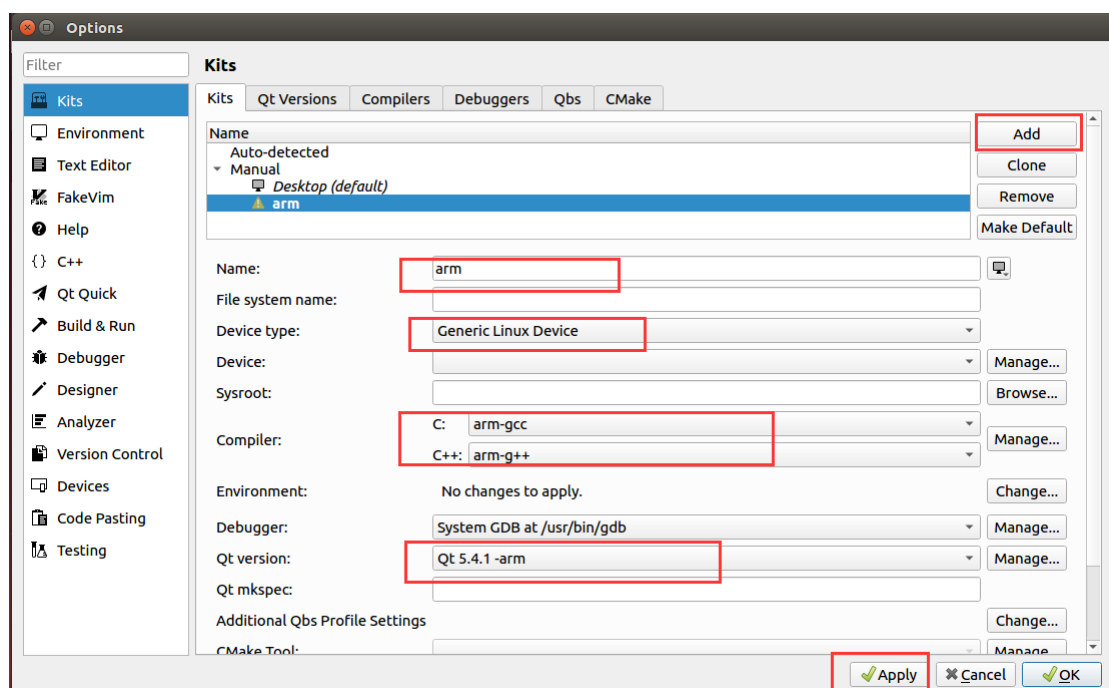 Options
Filter
Kits
Environment
Text Editor
FakeVim
Help
C++
Qt Quick
Build & Run
Debugger
Designer
Analyzer
Version Control
Devices
Code Pasting
Testing
Kits
Kits Qt Versions Compilers Debuggers Qbs CMake
Name
Auto-detected
Manual
Desktop (default)
arm
Add
Clone
Remove
Make Default
Name: arm
File system name:
Device type: Generic Linux Device
Device: Manage...
Sysroot: Browse...
Compiler: C: arm-gcc
C++: arm-g++ Manage...
Environment: No changes to apply. Change...
Debugger: System GDB at /usr/bin/gdb Manage...
Qt version: Qt 5.4.1 -arm Manage...
Qt mkspec:
Additional Qbs Profile Settings Change...
CMake Tool: Manage...
Apply Cancel OK